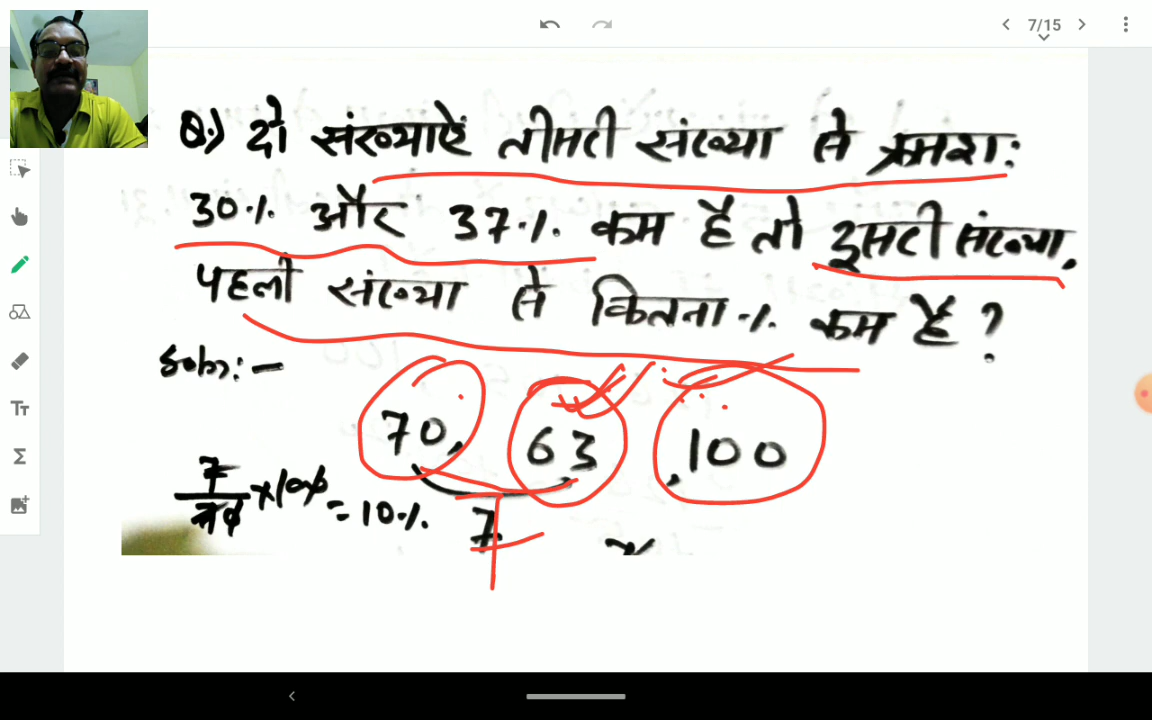 7/15
Q.) दो संख्याऐं तीसरी संख्या से क्रमश:
30% और 37% कम है तो दूसरी संख्या,
पहली संख्या से कितना % कम है ?
Soln:-
70, 63, 100
7/70 x 100 = 10% 7
Tт
Σ